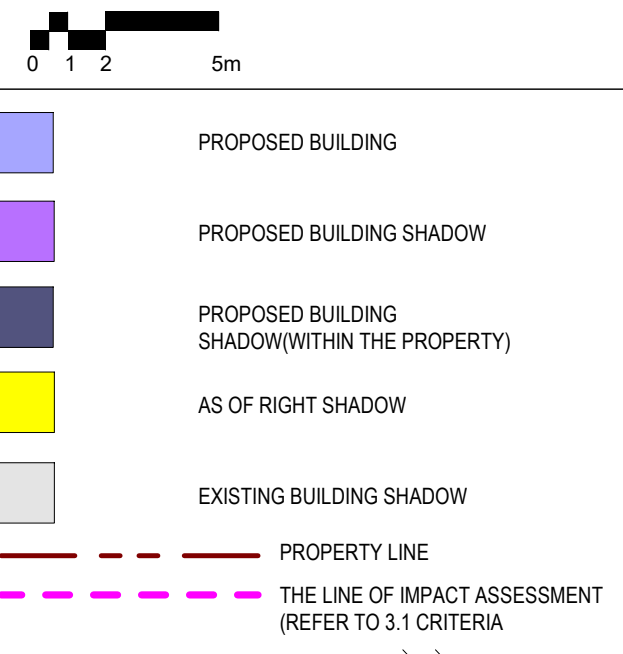 0 1 2 5m
PROPOSED BUILDING
PROPOSED BUILDING SHADOW
PROPOSED BUILDING
SHADOW(WITHIN THE PROPERTY)
AS OF RIGHT SHADOW
EXISTING BUILDING SHADOW
PROPERTY LINE
THE LINE OF IMPACT ASSESSMENT
(REFER TO 3.1 CRITERIA